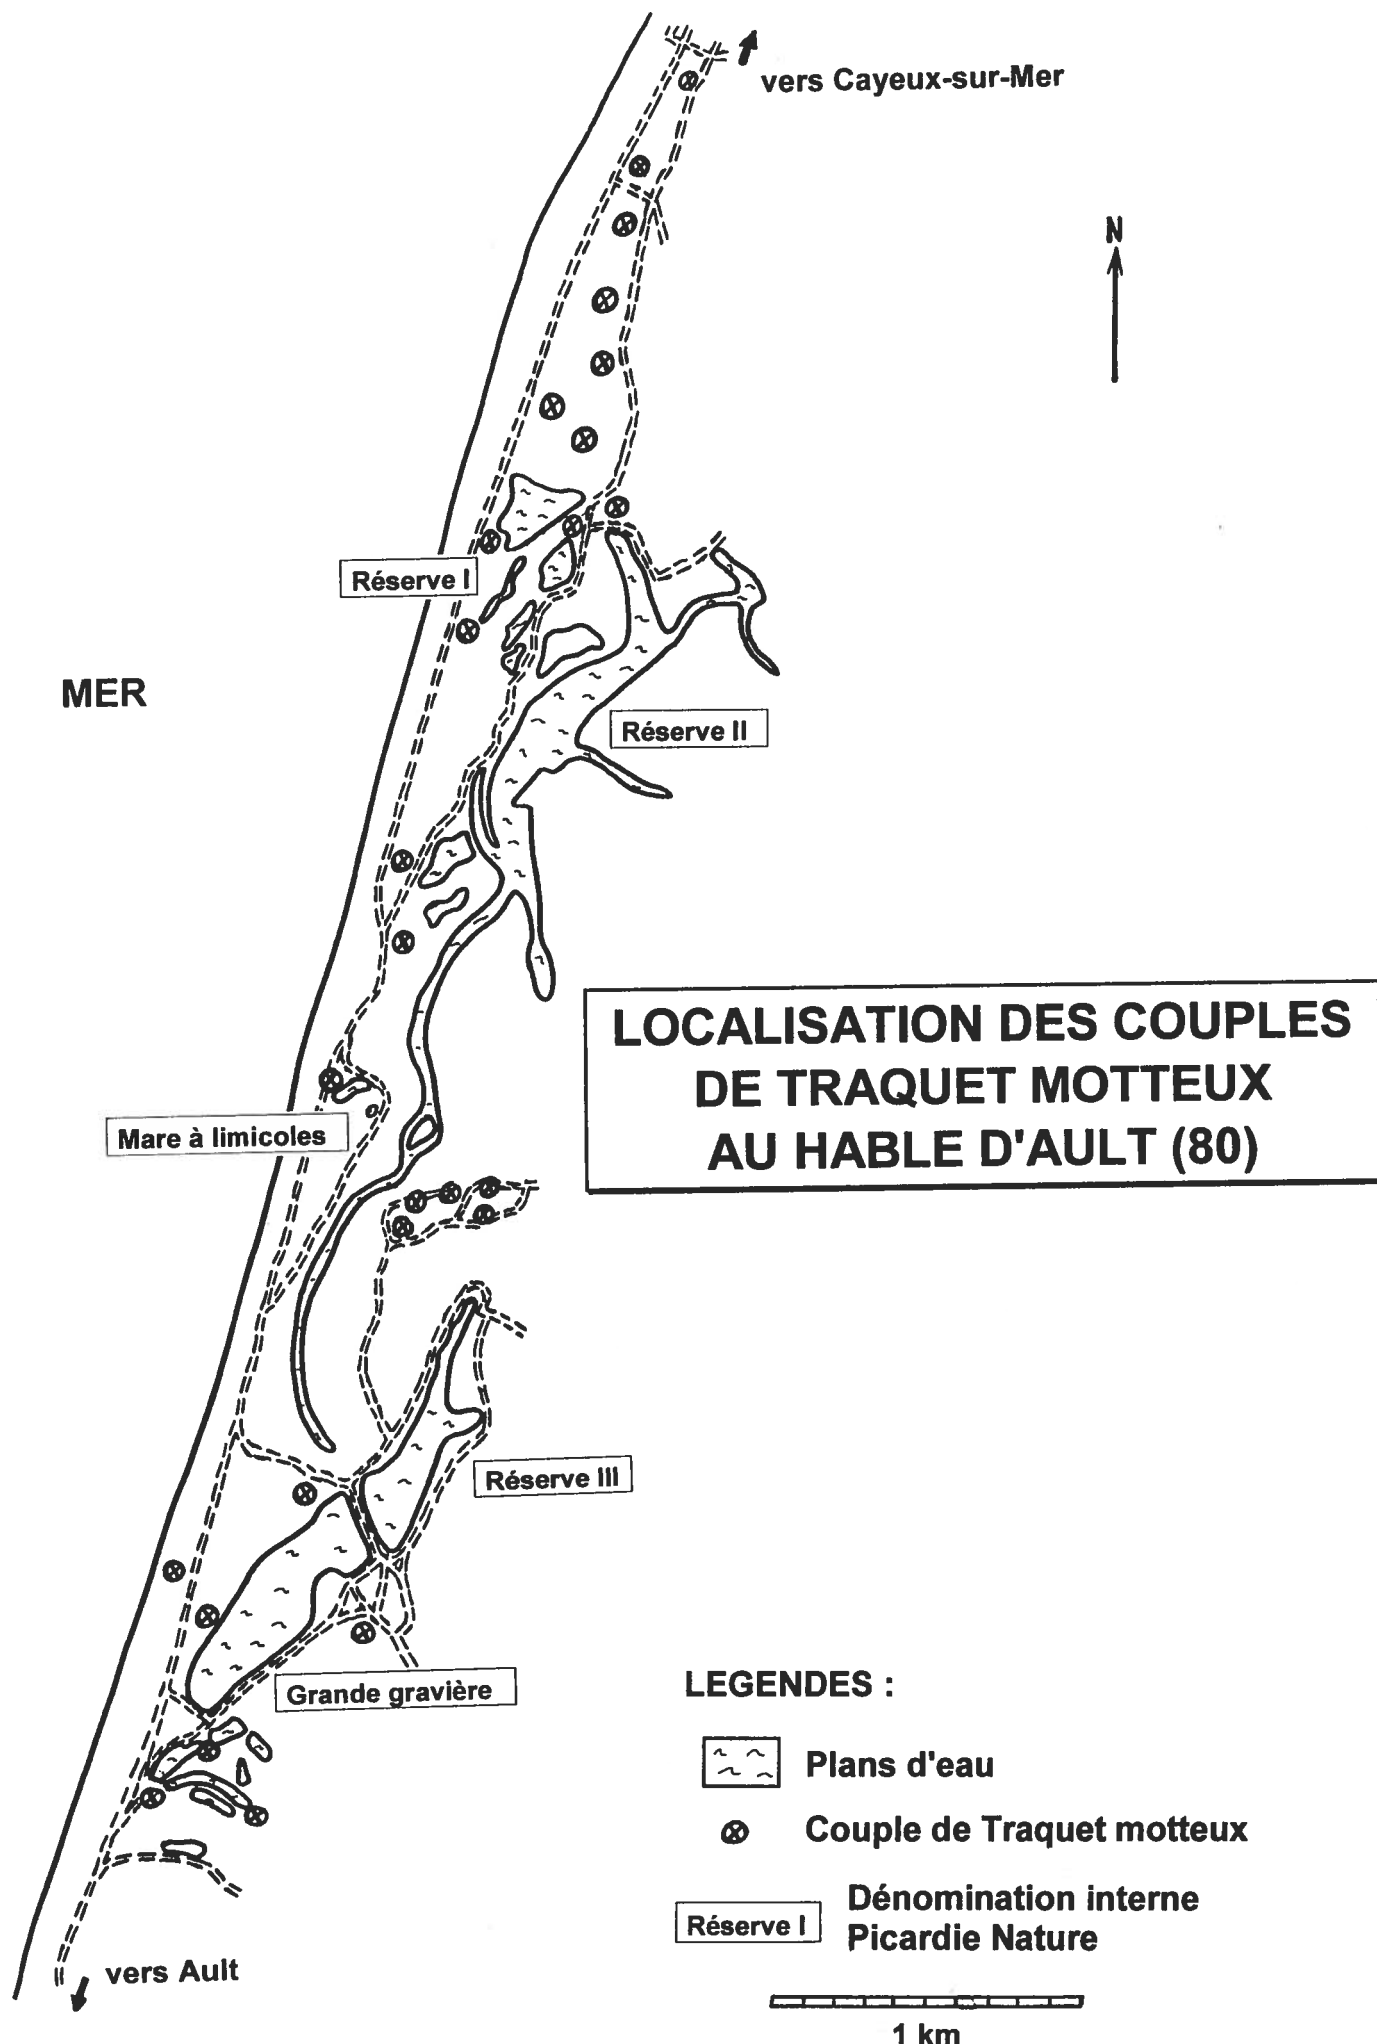 vers Cayeux-sur-Mer
N
Réserve I
MER
Réserve II
LOCALISATION DES COUPLES
DE TRAQUET MOTTEUX
AU HABLE D'AULT (80)
Mare à limicoles
Réserve III
Grande gravière
LEGENDES :
Plans d'eau
Couple de Traquet motteux
Réserve I
Dénomination interne
Picardie Nature
vers Ault
1 km